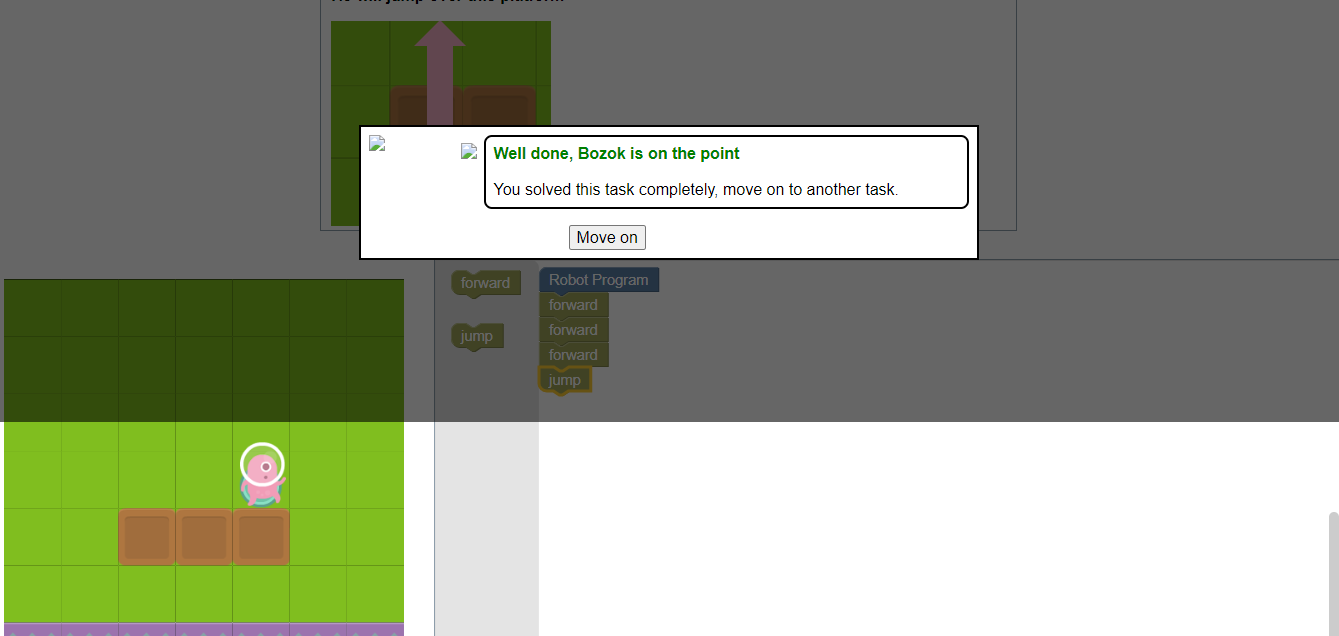 Well done, Bozok is on the point
You solved this task completely, move on to another task.
Move on
forward
jump
Robot Program
forward
forward
forward
jump